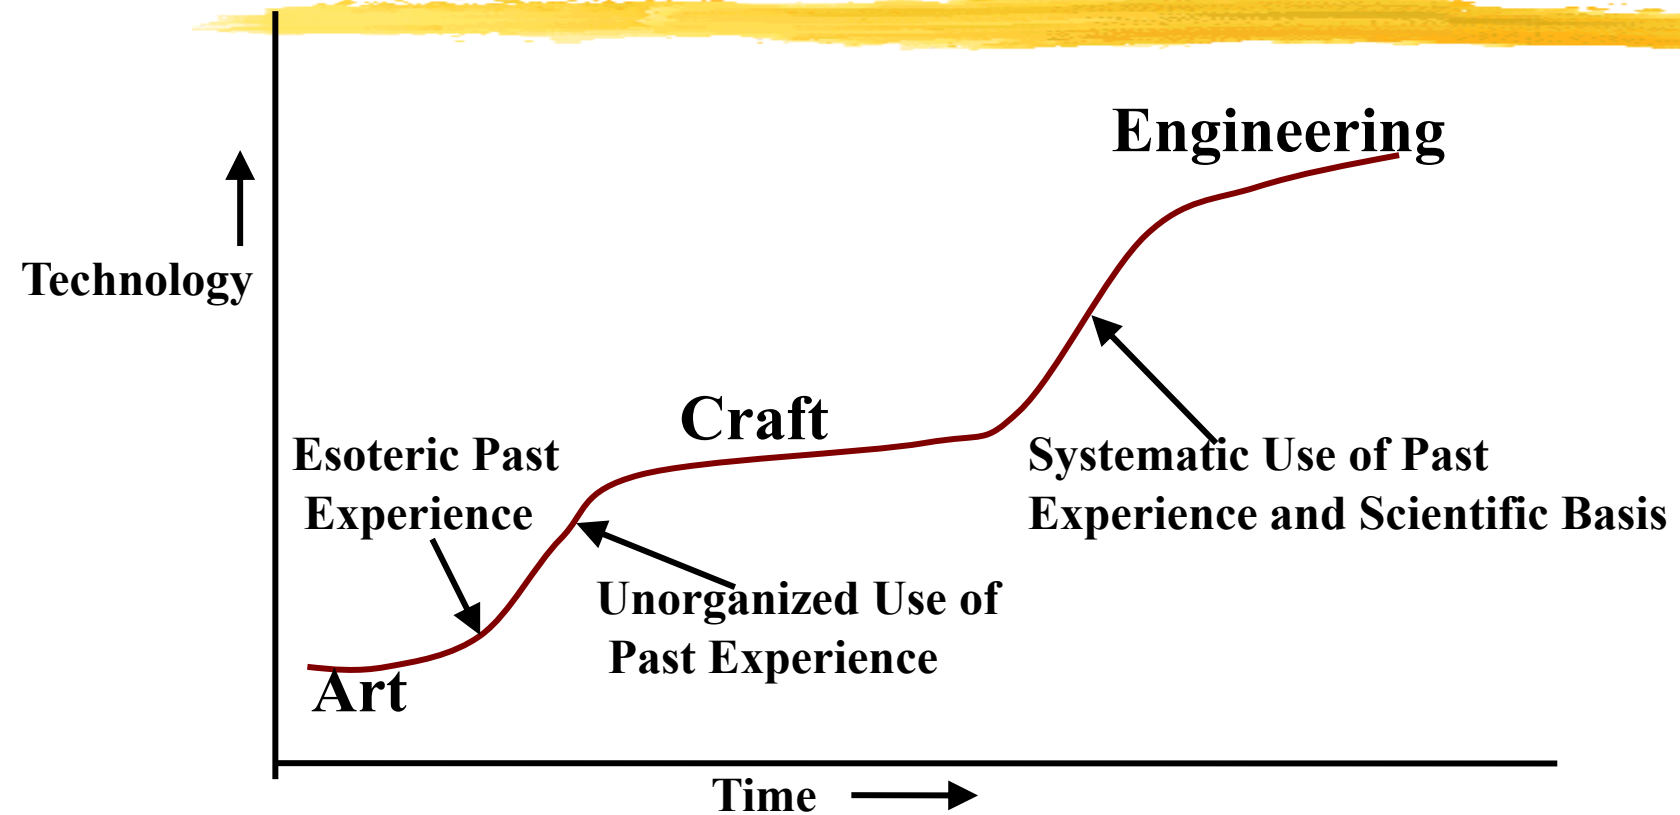 Engineering
Technology
Craft
Esoteric Past
Experience
Systematic Use of Past
Experience and Scientific Basis
Unorganized Use of
Past Experience
Art
Time